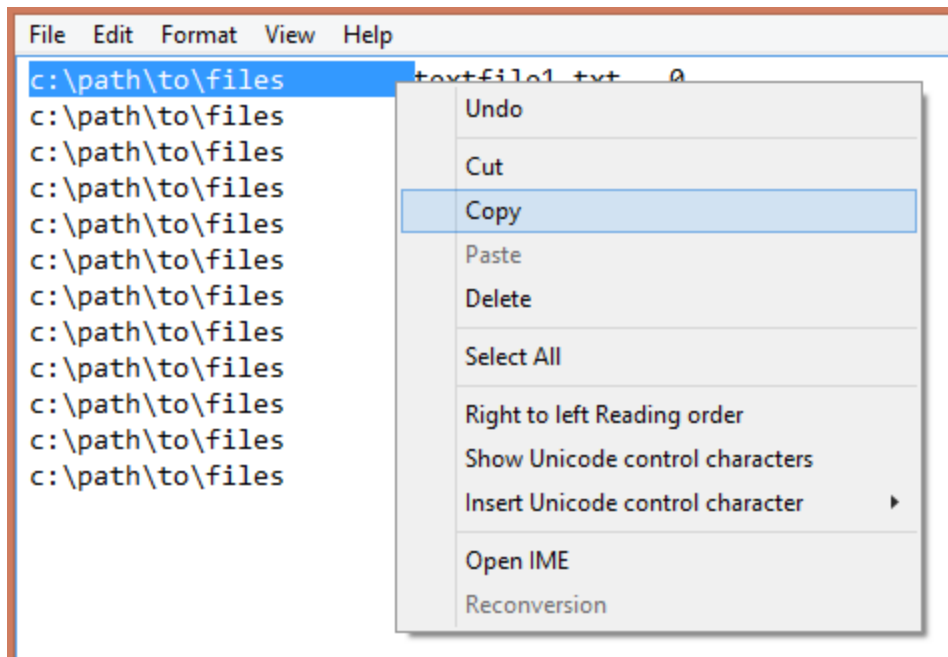 File Edit Format View Help
c:\path\to\files textfile1.txt 0
c:\path\to\files
c:\path\to\files
c:\path\to\files
c:\path\to\files
c:\path\to\files
c:\path\to\files
c:\path\to\files
c:\path\to\files
c:\path\to\files
c:\path\to\files
c:\path\to\files
Undo
Cut
Copy
Paste
Delete
Select All
Right to left Reading order
Show Unicode control characters
Insert Unicode control character
Open IME
Reconversion